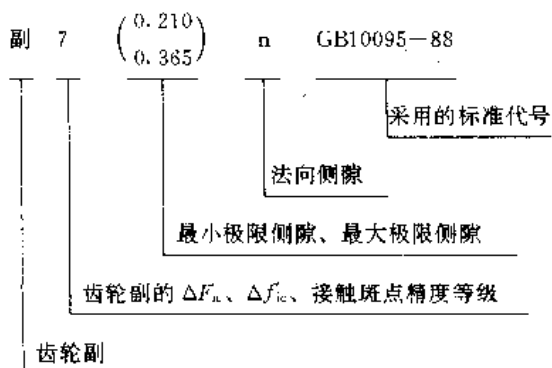 副 7 (0.210 0.365) n GB10095-88
采用的标准代号
法向侧隙
最小极限侧隙、最大极限侧隙
齿轮副的 ΔFic、Δfic、接触斑点精度等级
齿轮副